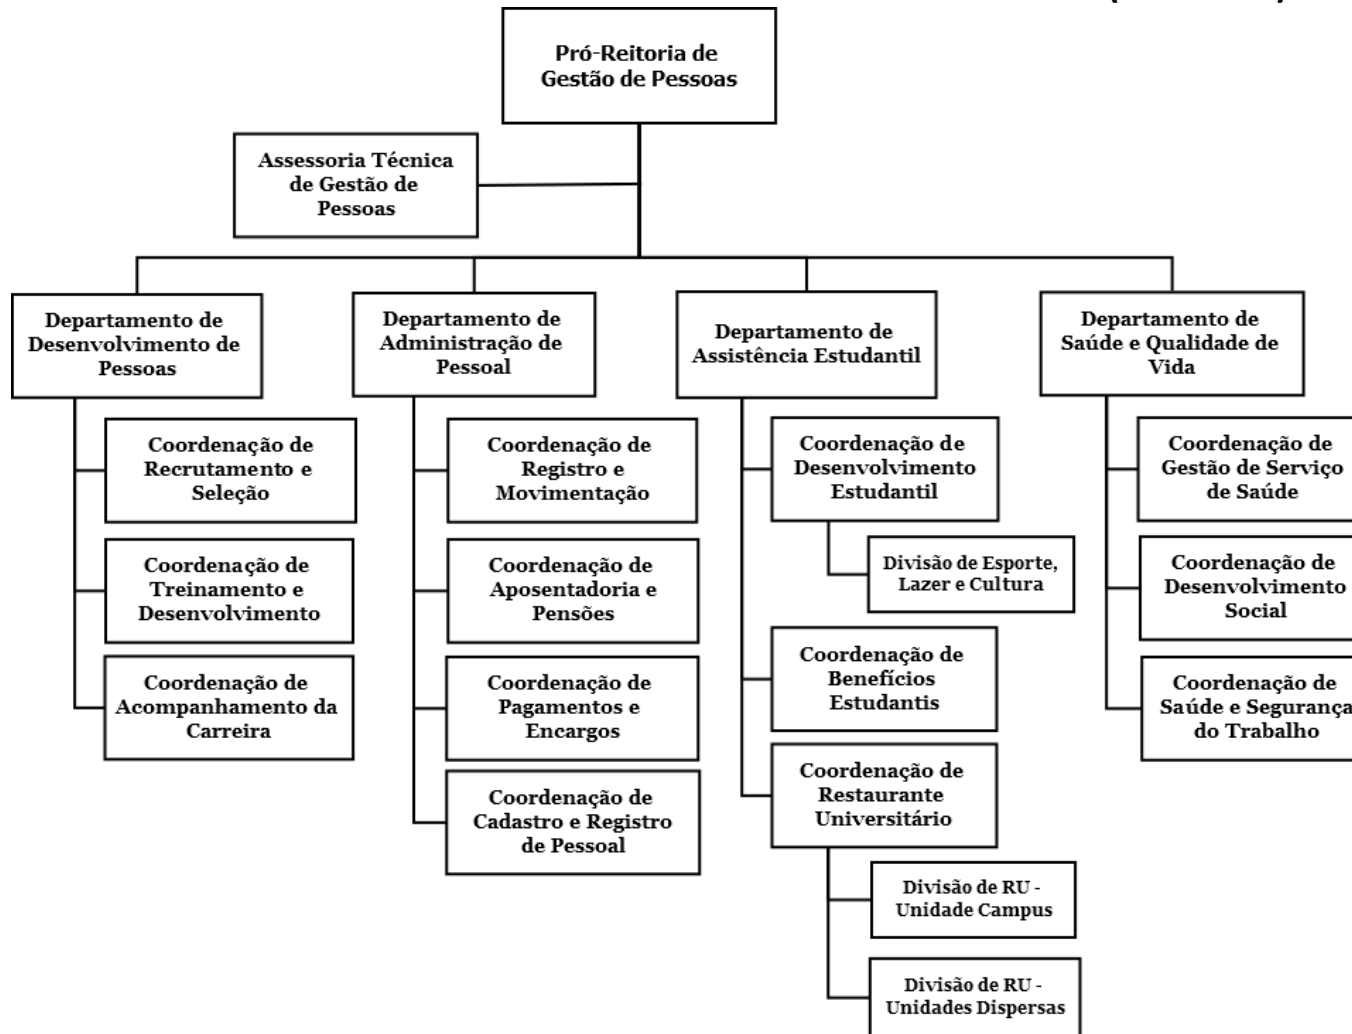 Pró-Reitoria de
Gestão de Pessoas
Assessoria Técnica
de Gestão de
Pessoas
Departamento de
Desenvolvimento de
Pessoas
Coordenação de
Recrutamento e
Seleção
Coordenação de
Treinamento e
Desenvolvimento
Coordenação de
Acompanhamento da
Carreira
Departamento de
Administração de
Pessoal
Coordenação de
Registro e
Movimentação
Coordenação de
Aposentadoria e
Pensões
Coordenação de
Pagamentos e
Encargos
Coordenação de
Cadastro e Registro
de Pessoal
Departamento de
Assistência Estudantil
Coordenação de
Desenvolvimento
Estudantil
Divisão de Esporte,
Lazer e Cultura
Coordenação de
Benefícios
Estudantis
Coordenação de
Restaurante
Universitário
Divisão de RU -
Unidade Campus
Divisão de RU -
Unidades Dispersas
Departamento de
Saúde e Qualidade de
Vida
Coordenação de
Gestão de Serviço
de Saúde
Coordenação de
Desenvolvimento
Social
Coordenação de
Saúde e Segurança
do Trabalho